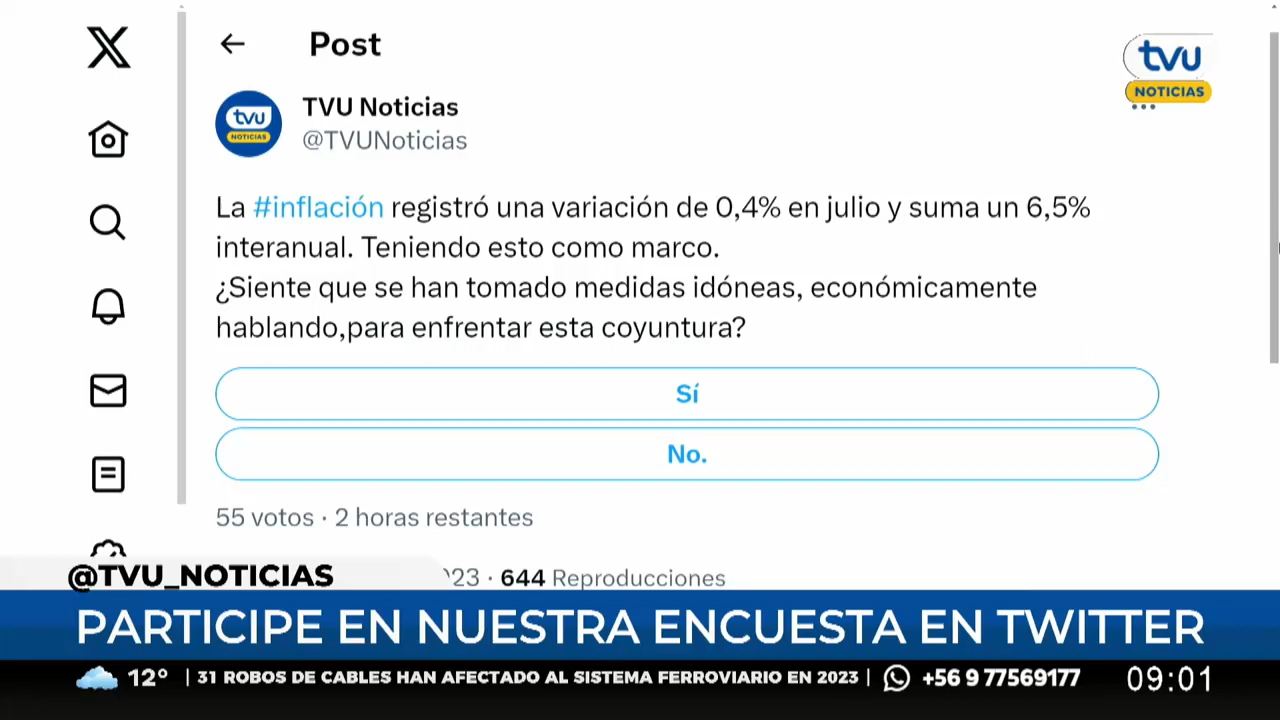 Post
tvu
NOTICIAS
tvu
NOTICIAS
TVU Noticias
@TVUNoticias
La #inflación registró una variación de 0,4% en julio y suma un 6,5%
interanual. Teniendo esto como marco.
¿Siente que se han tomado medidas idóneas, económicamente
hablando,para enfrentar esta coyuntura?
Sí
No.
55 votos · 2 horas restantes
23 · 644 Reproducciones
@TVU_NOTICIAS
PARTICIPE EN NUESTRA ENCUESTA EN TWITTER
12° | 31 ROBOS DE CABLES HAN AFECTADO AL SISTEMA FERROVIARIO EN 2023 | +56 9 77569177 09:01